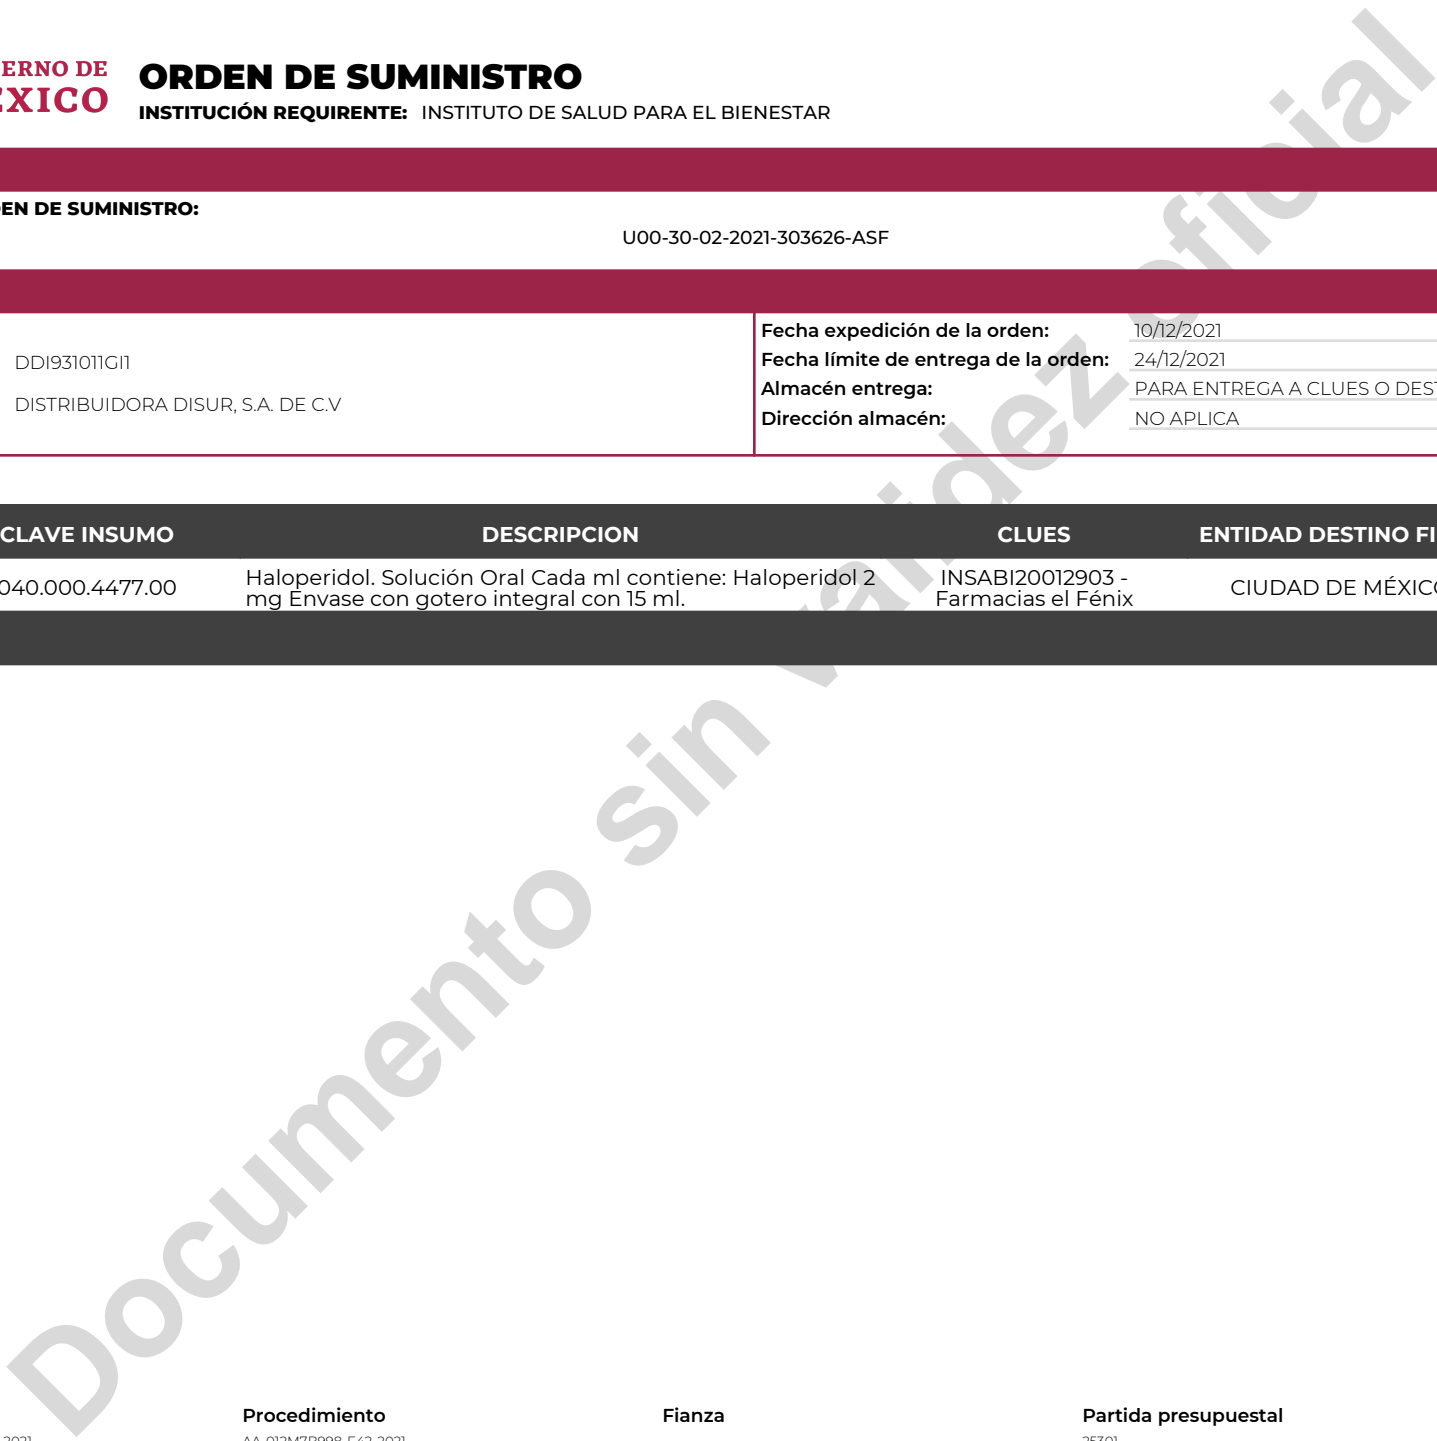 ERNO DE
ÉXICO
ORDEN DE SUMINISTRO
INSTITUCIÓN REQUIRENTE: INSTITUTO DE SALUD PARA EL BIENESTAR
EN DE SUMINISTRO:
U00-30-02-2021-303626-ASF
DDI931011GI1
DISTRIBUIDORA DISUR, S.A. DE C.V
Fecha expedición de la orden: 10/12/2021
Fecha límite de entrega de la orden: 24/12/2021
Almacén entrega: PARA ENTREGA A CLUES O DEST
Dirección almacén: NO APLICA
CLAVE INSUMO DESCRIPCION CLUES ENTIDAD DESTINO FI
040.000.4477.00
Haloperidol. Solución Oral Cada ml contiene: Haloperidol 2
mg Envase con gotero integral con 15 ml.
INSABI20012903 -
Farmacias el Fénix
CIUDAD DE MÉXICO
Documento sin validez oficial
Procedimiento Fianza Partida presupuestal